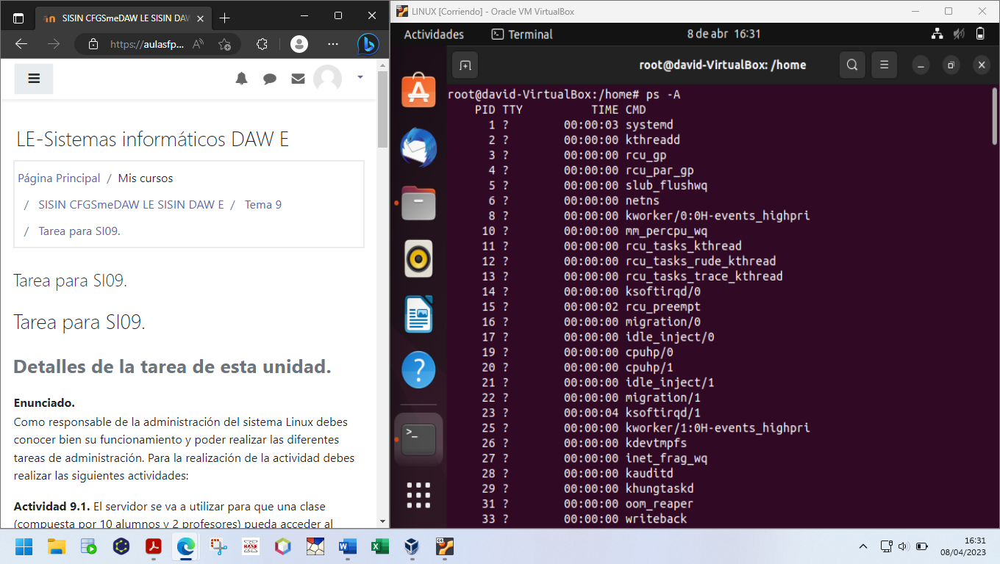 SISIN CFGSmeDAW LE SISIN DAW
https://aulasfp...
LE-Sistemas informáticos DAW E
Página Principal / Mis cursos
/ SISIN CFGSmeDAW LE SISIN DAW E / Tema 9
/ Tarea para SI09.
Tarea para SI09.
Tarea para SI09.
Detalles de la tarea de esta unidad.
Enunciado.
Como responsable de la administración del sistema Linux debes
conocer bien su funcionamiento y poder realizar las diferentes
tareas de administración. Para la realización de la actividad debes
realizar las siguientes actividades:
Actividad 9.1. El servidor se va a utilizar para que una clase
(compuesta por 10 alumnos y 2 profesores) pueda acceder al
LINUX [Corriendo] - Oracle VM VirtualBox
Actividades Terminal 8 de abr 16:31
root@david-VirtualBox: /home
root@david-VirtualBox:/home# ps -A
PID TTY TIME CMD
1 ? 00:00:03 systemd
2 ? 00:00:00 kthreadd
3 ? 00:00:00 rcu_gp
4 ? 00:00:00 rcu_par_gp
5 ? 00:00:00 slub_flushwq
6 ? 00:00:00 netns
8 ? 00:00:00 kworker/0:0H-events_highpri
10 ? 00:00:00 mm_percpu_wq
11 ? 00:00:00 rcu_tasks_kthread
12 ? 00:00:00 rcu_tasks_rude_kthread
13 ? 00:00:00 rcu_tasks_trace_kthread
14 ? 00:00:00 ksoftirqd/0
15 ? 00:00:02 rcu_preempt
16 ? 00:00:00 migration/0
17 ? 00:00:00 idle_inject/0
19 ? 00:00:00 cpuhp/0
20 ? 00:00:00 cpuhp/1
21 ? 00:00:00 idle_inject/1
22 ? 00:00:00 migration/1
23 ? 00:00:04 ksoftirqd/1
25 ? 00:00:00 kworker/1:0H-events_highpri
26 ? 00:00:00 kdevtmpfs
27 ? 00:00:00 inet_frag_wq
28 ? 00:00:00 kauditd
29 ? 00:00:00 khungtaskd
31 ? 00:00:00 oom_reaper
33 ? 00:00:00 writeback
16:31
08/04/2023